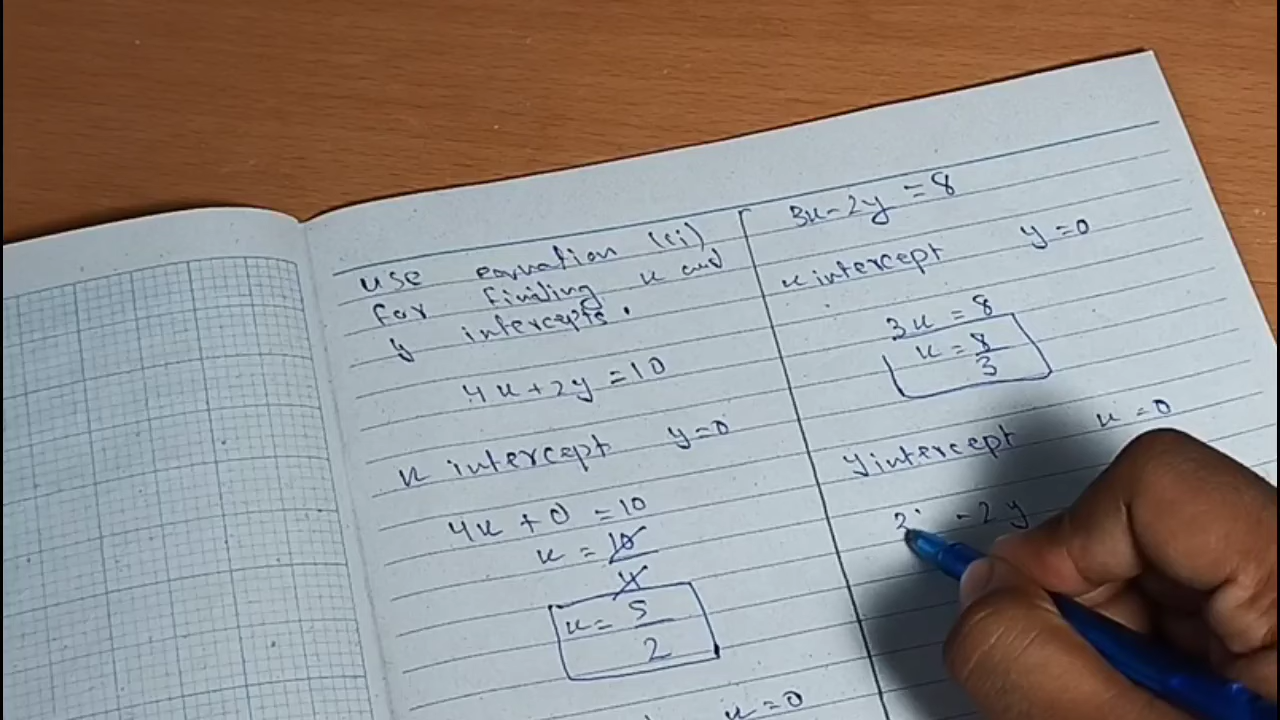 use equation (ii)
for finding x and
y intercepts.
4x + 2y = 10
x intercept y=0
4x + 0 = 10
x = 10
4
x = 5
2
x=0
3x - 2y = 8
x intercept y=0
3x = 8
x = 8
3
y intercept x=0
- 2y